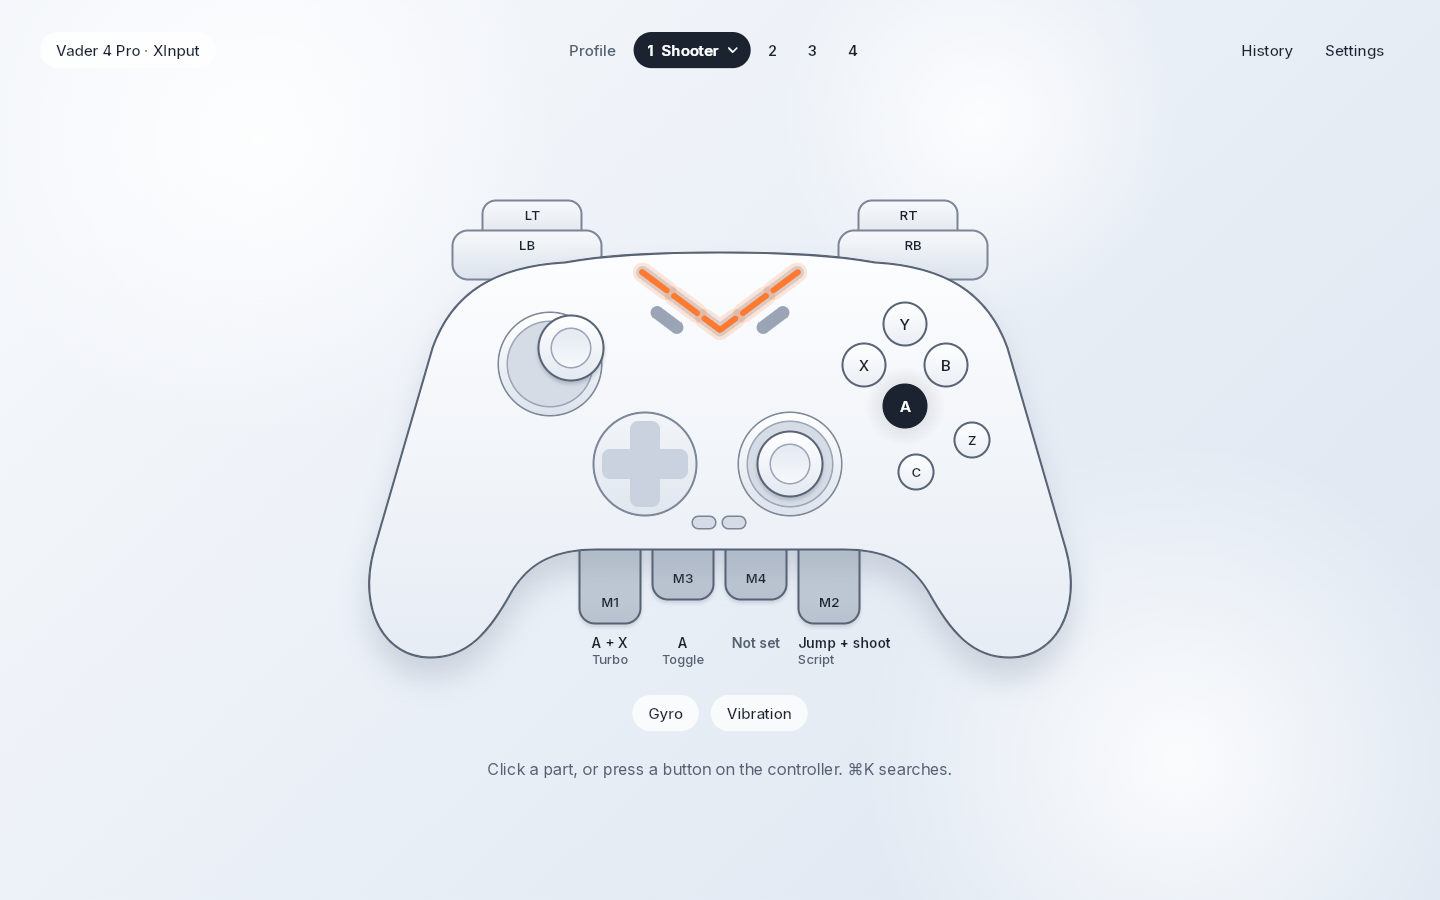 Vader 4 Pro · XInput
Profile
1 Shooter
2
3
4
History
Settings
LT
RT
LB
RB
Y
X
B
A
Z
C
M1
M3
M4
M2
A + X
Turbo
A
Toggle
Not set
Jump + shoot
Script
Gyro
Vibration
Click a part, or press a button on the controller. ⌘K searches.